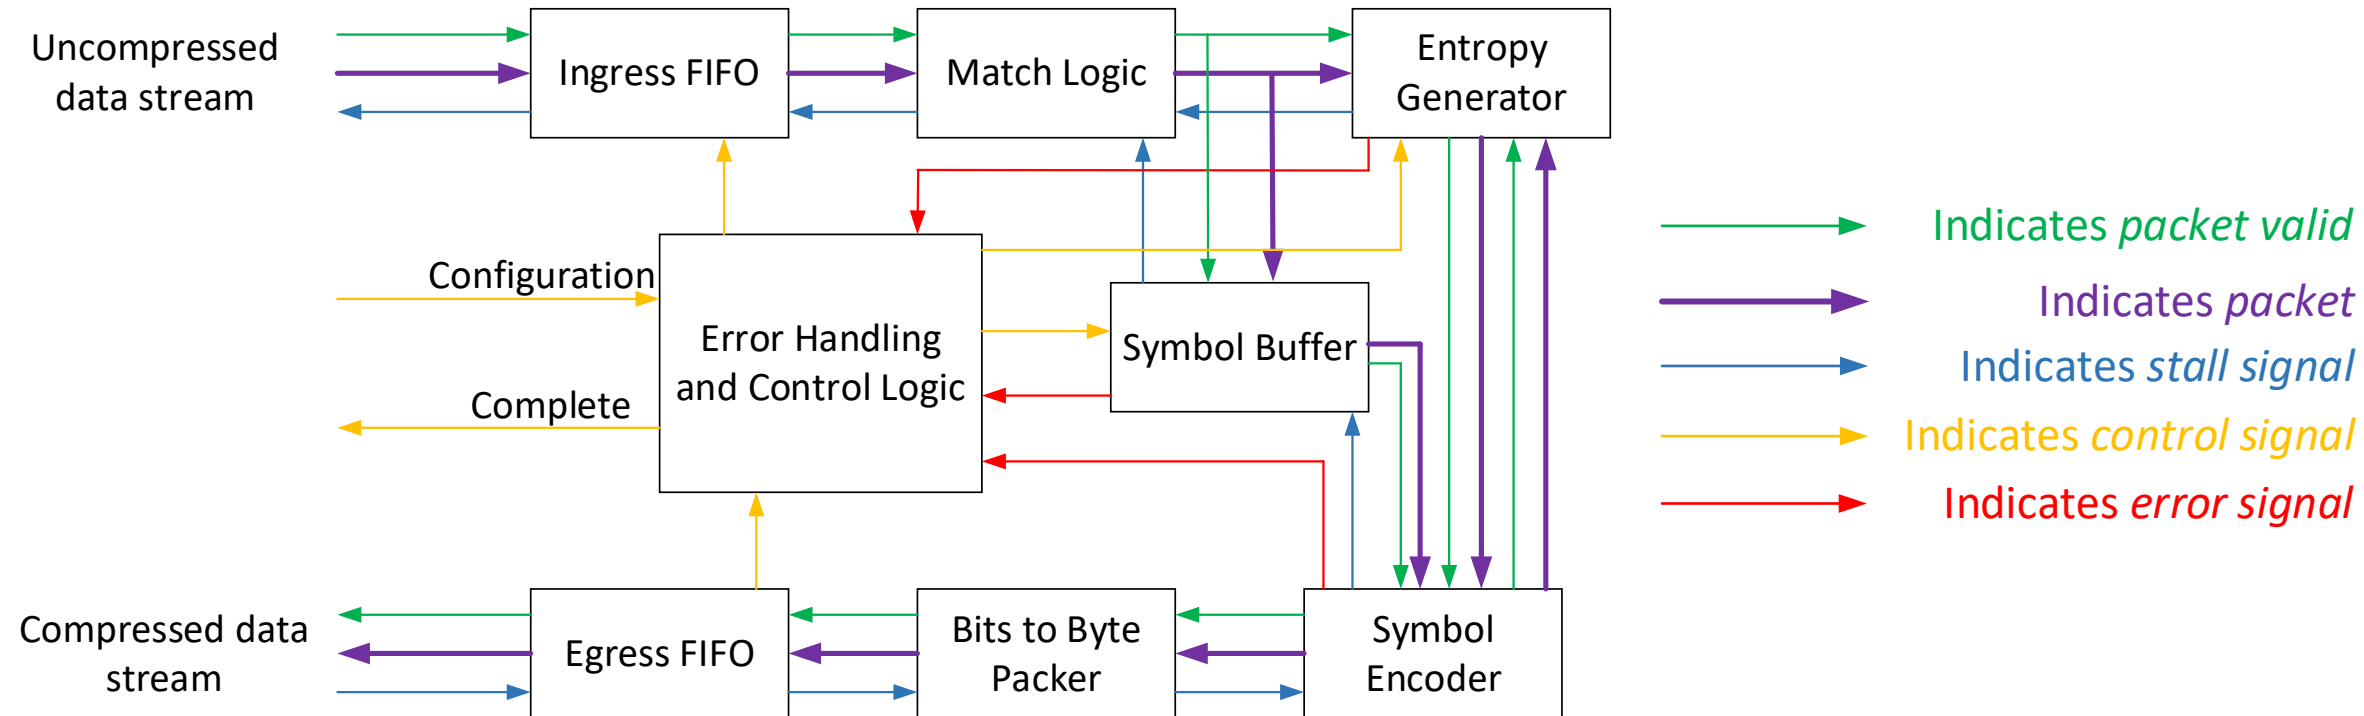 Uncompressed
data stream
Ingress FIFO
Match Logic
Entropy
Generator
Indicates packet valid
Indicates packet
Indicates stall signal
Indicates control signal
Indicates error signal
Configuration
Complete
Error Handling
and Control Logic
Symbol Buffer
Compressed data
stream
Egress FIFO
Bits to Byte
Packer
Symbol
Encoder